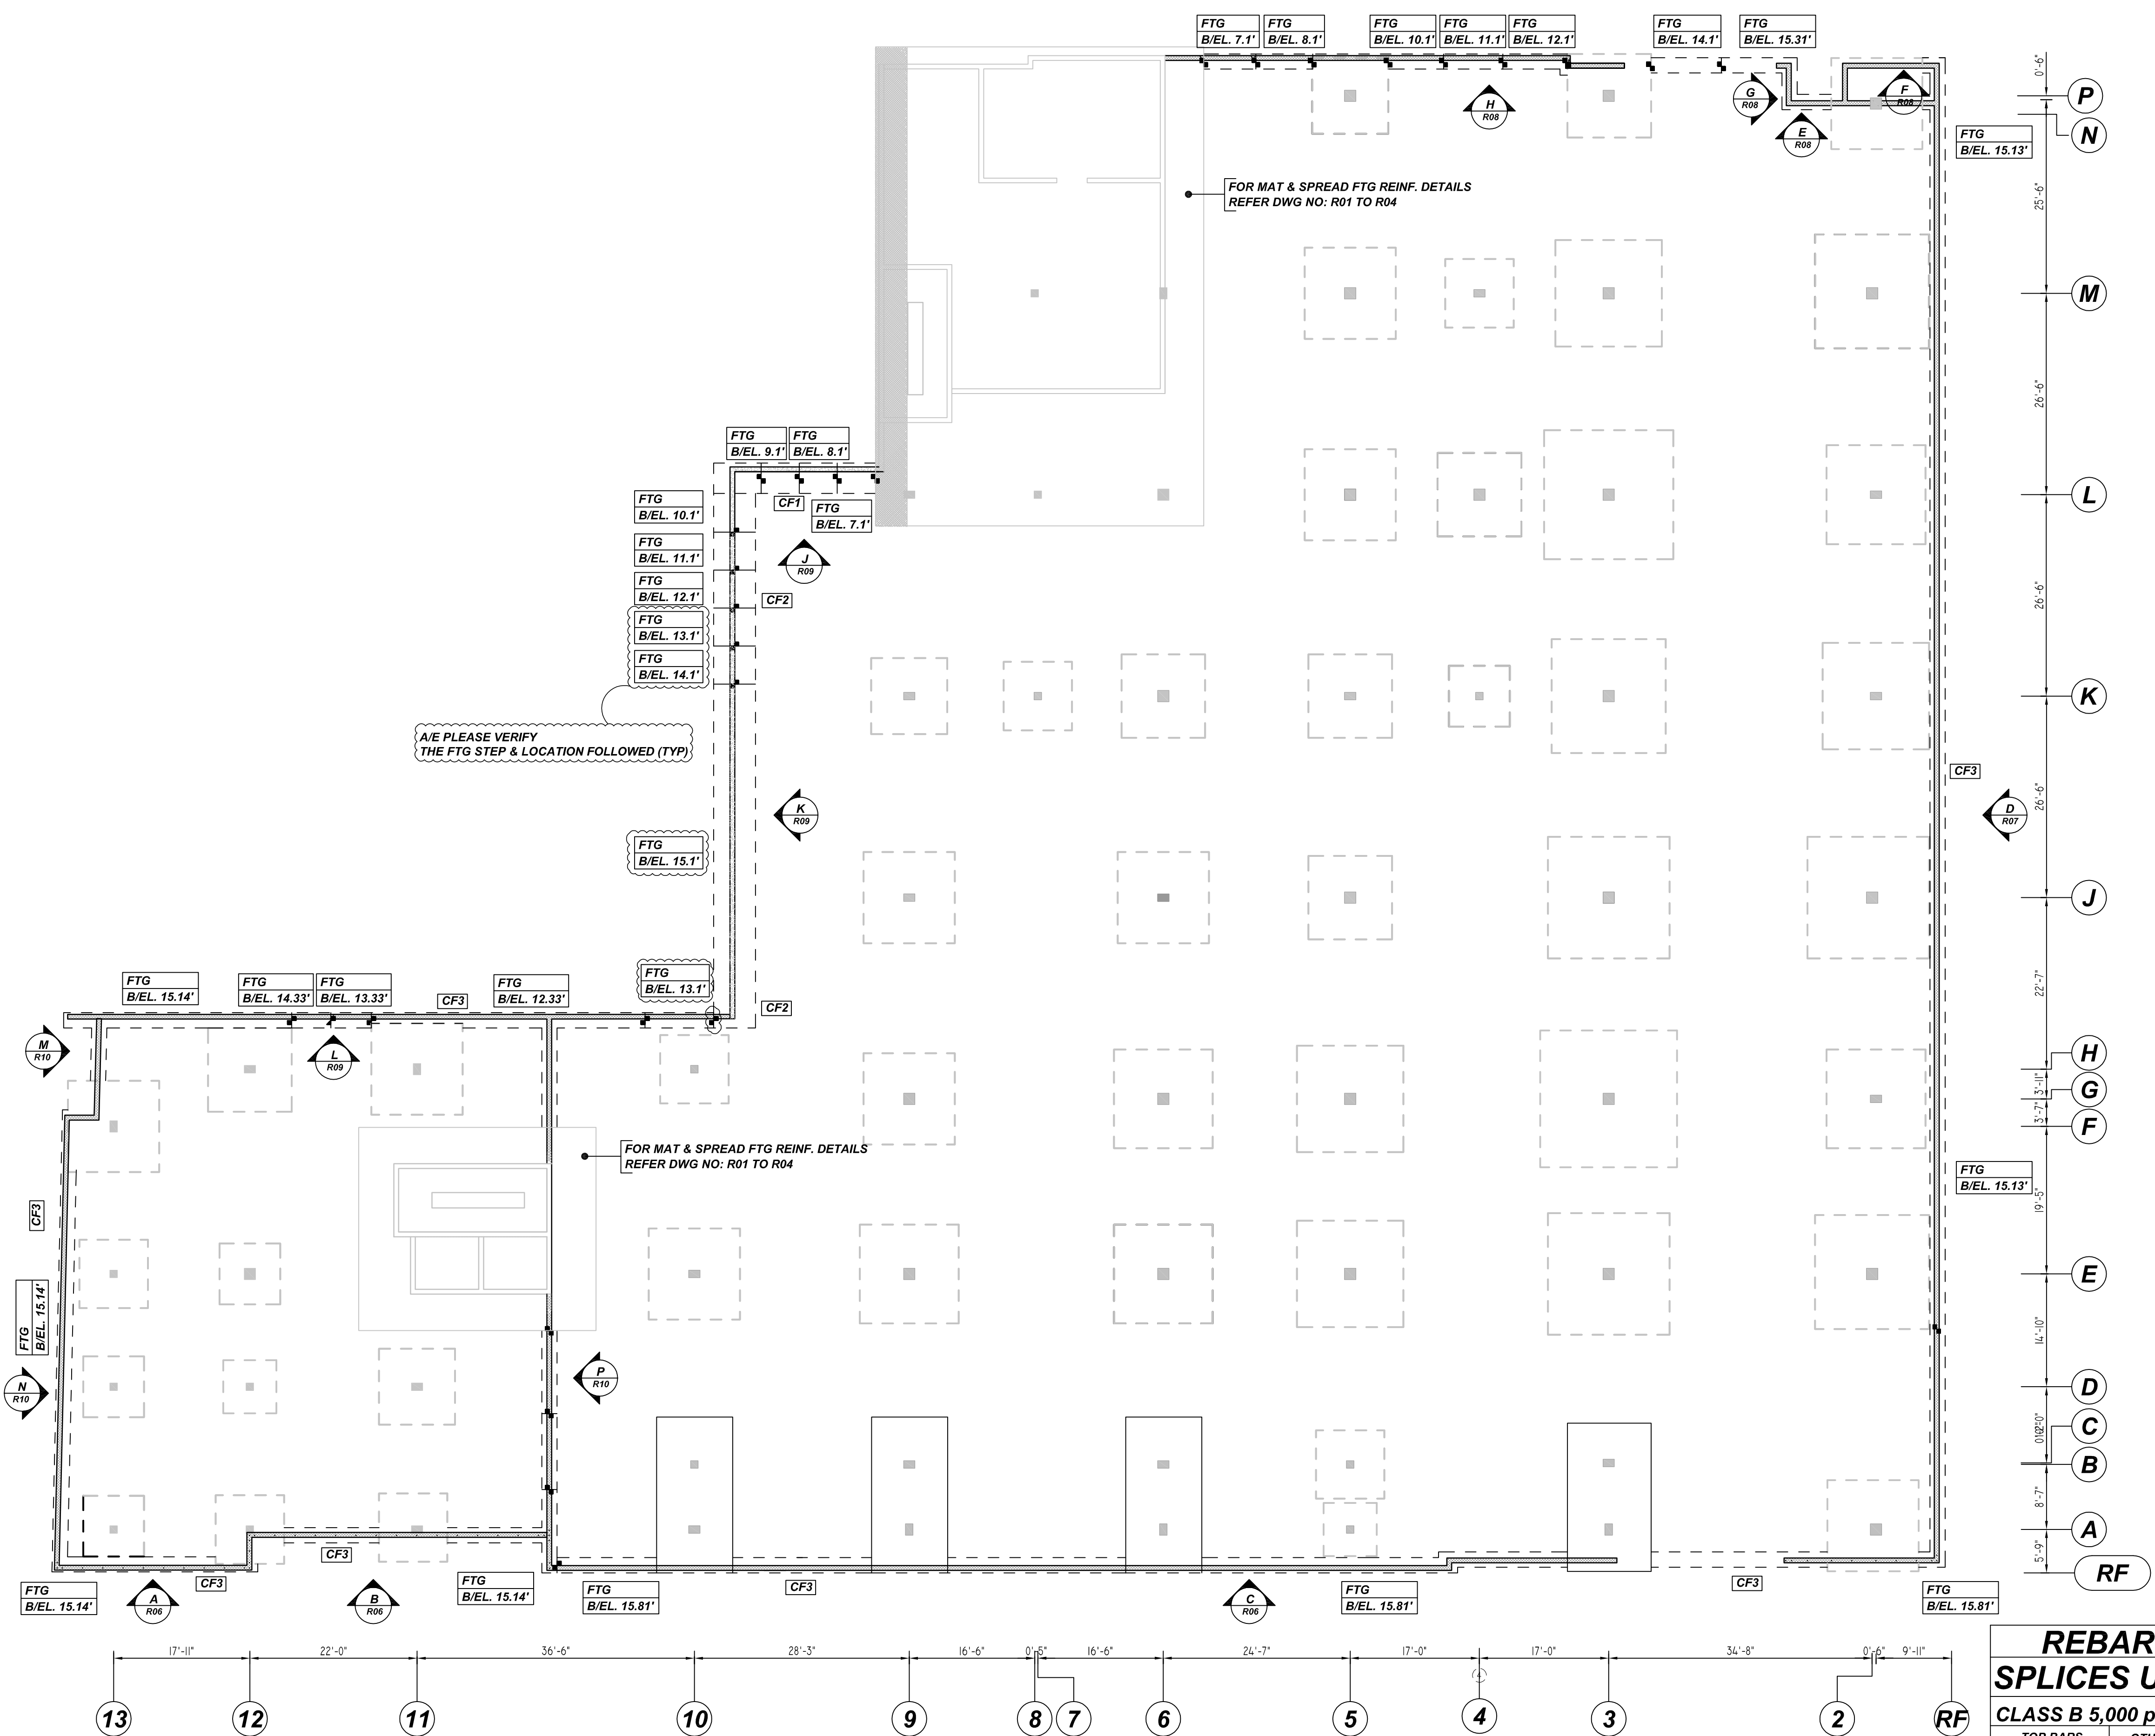 FTG
B/EL. 7.1'
FTG
B/EL. 8.1'
FTG
B/EL. 10.1'
FTG
B/EL. 11.1'
FTG
B/EL. 12.1'
FTG
B/EL. 14.1'
FTG
B/EL. 15.31'
H
R08
G
R08
E
R08
F
R08
0'-6"
P
N
FTG
B/EL. 15.13'
25'-6"
FOR MAT & SPREAD FTG REINF. DETAILS
REFER DWG NO: R01 TO R04
M
26'-6"
FTG
B/EL. 9.1'
FTG
B/EL. 8.1'
CF1
FTG
B/EL. 7.1'
L
FTG
B/EL. 10.1'
FTG
B/EL. 11.1'
FTG
B/EL. 12.1'
FTG
B/EL. 13.1'
FTG
B/EL. 14.1'
J
R09
CF2
26'-6"
K
A/E PLEASE VERIFY
THE FTG STEP & LOCATION FOLLOWED (TYP)
CF3
K
R09
D
R07
26'-6"
FTG
B/EL. 15.1'
J
22'-7"
FTG
B/EL. 15.14'
FTG
B/EL. 14.33'
FTG
B/EL. 13.33'
CF3
FTG
B/EL. 12.33'
FTG
B/EL. 13.1'
CF2
M
R10
L
R09
H
3'-11"
G
3'-7"
F
FOR MAT & SPREAD FTG REINF. DETAILS
REFER DWG NO: R01 TO R04
FTG
B/EL. 15.13'
19'-5"
CF3
E
FTG
B/EL. 15.14'
14'-10"
N
R10
P
R10
D
C
B
8'-7"
A
5'-9"
RF
CF3
CF3
FTG
B/EL. 15.14'
A
R06
B
R06
FTG
B/EL. 15.14'
FTG
B/EL. 15.81'
CF3
C
R06
FTG
B/EL. 15.81'
CF3
FTG
B/EL. 15.81'
17'-11"
22'-0"
36'-6"
28'-3"
16'-6"
0'-5"
16'-6"
24'-7"
17'-0"
17'-0"
34'-8"
0'-6"
9'-11"
13
12
11
10
9
8
7
6
5
4
3
2
RF
REBAR
SPLICES
CLASS B 5,000
TOP BARS